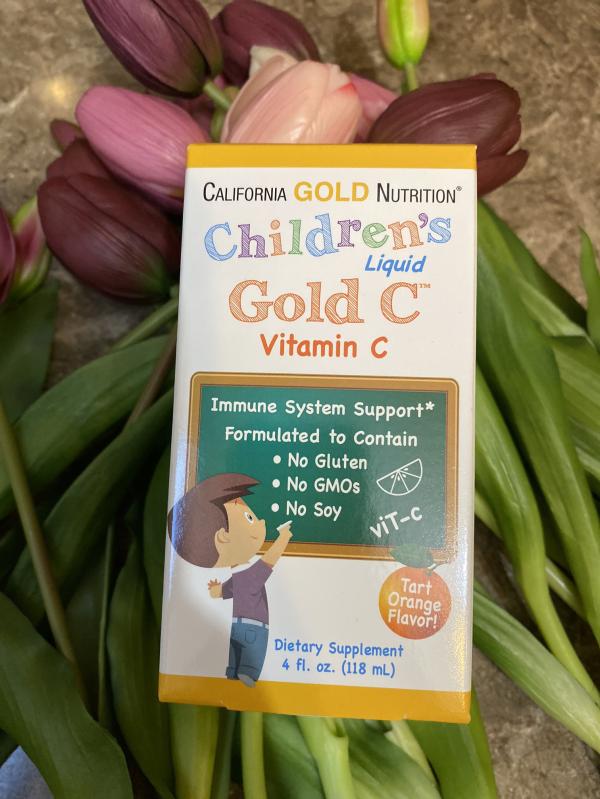 CALIFORNIA GOLD NUTRITION®
Children's
Liquid
Gold C™
Vitamin C
Immune System Support*
Formulated to Contain
• No Gluten
• No GMOs
• No Soy
viT-c
Tart
Orange
Flavor!
Dietary Supplement
4 fl. oz. (118 mL)